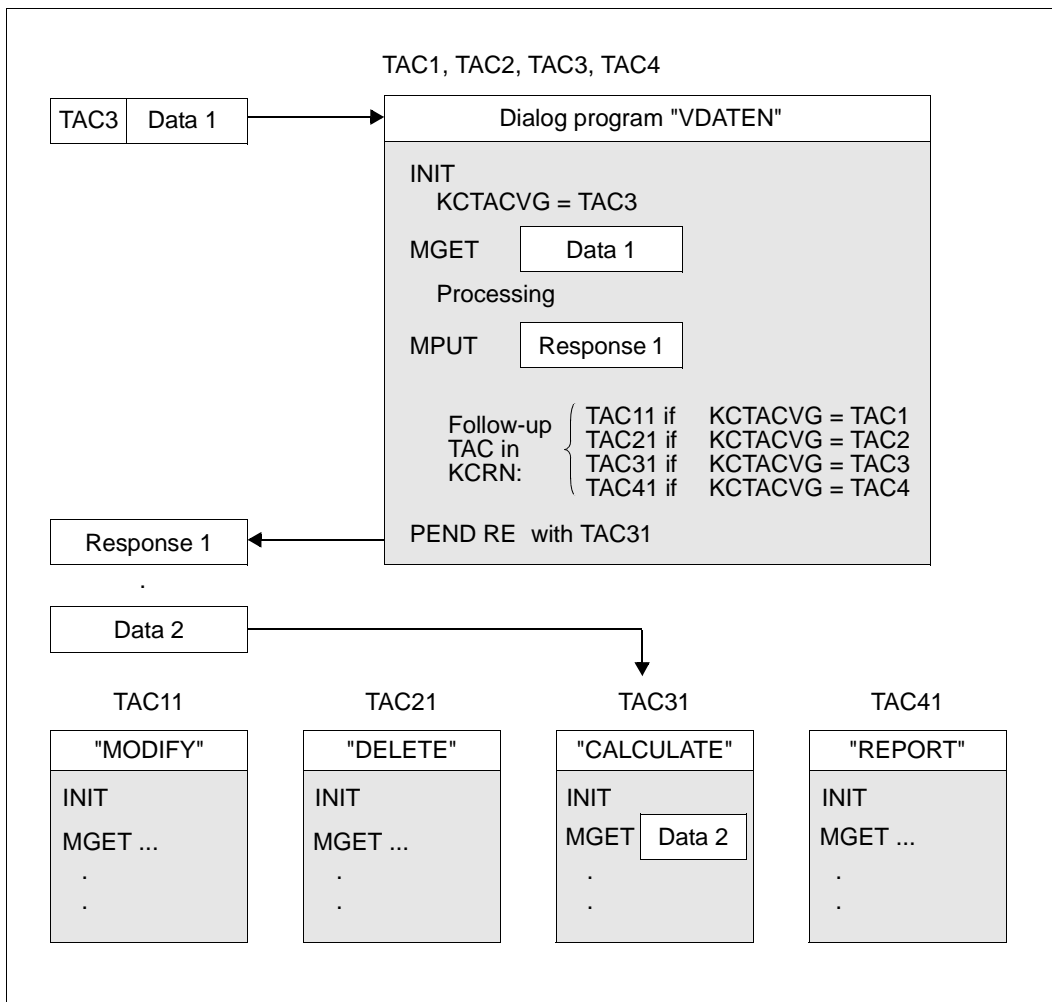 TAC1, TAC2, TAC3, TAC4
TAC3 Data 1
Dialog program "VDATEN"
INIT
KCTACVG = TAC3
MGET Data 1
Processing
MPUT Response 1
Follow-up
TAC in
KCRN:
TAC11 if KCTACVG = TAC1
TAC21 if KCTACVG = TAC2
TAC31 if KCTACVG = TAC3
TAC41 if KCTACVG = TAC4
PEND RE with TAC31
Response 1
.
Data 2
TAC11 TAC21 TAC31 TAC41
"MODIFY" "DELETE" "CALCULATE" "REPORT"
INIT INIT INIT INIT
MGET ... MGET ... MGET Data 2 MGET ...
. . . .
. . . .